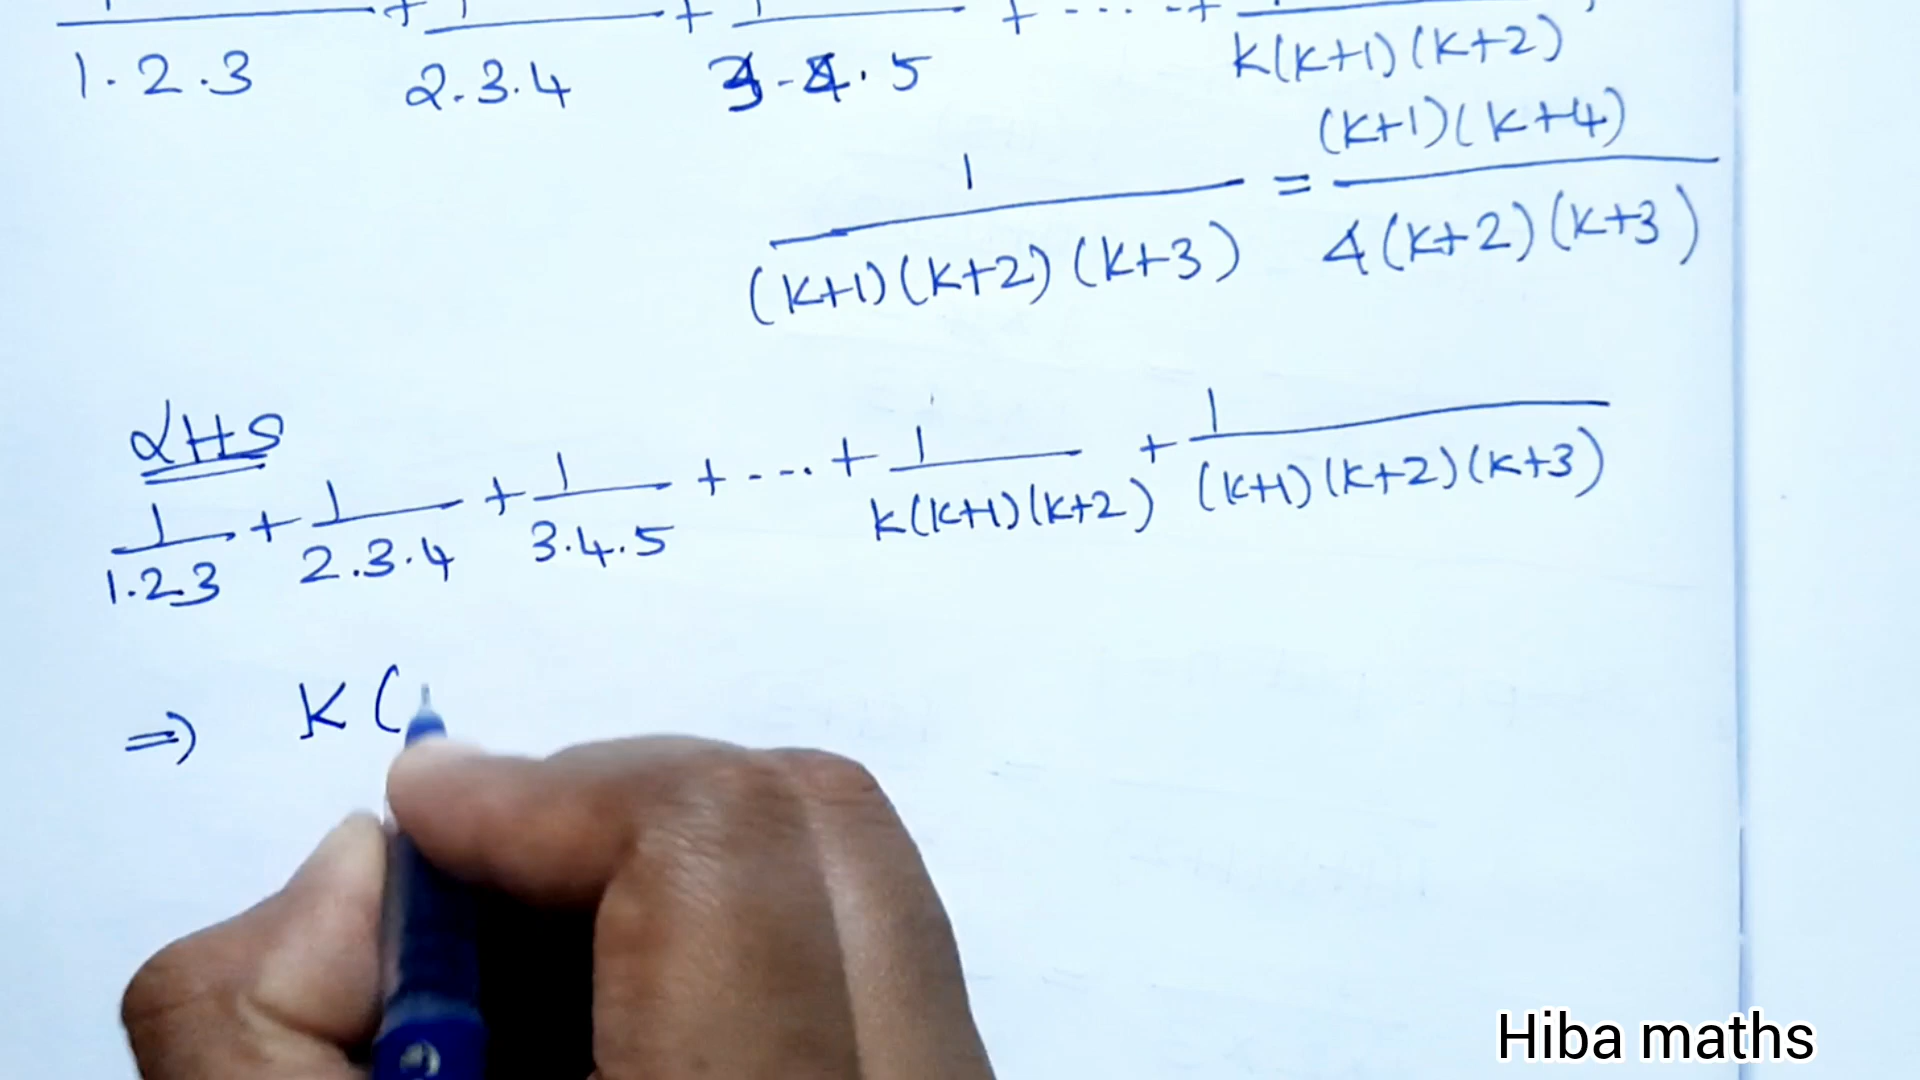 1.2.3 + 2.3.4 + 3.4.5 + - ... - + k(k+1)(k+2)
1/(k+1)(k+2)(k+3) = (k+1)(k+4)/4(k+2)(k+3)
LHS
1/1.2.3 + 1/2.3.4 + 1/3.4.5 + - ... + 1/k(k+1)(k+2) + 1/(k+1)(k+2)(k+3)
⇒ k(
Hiba maths